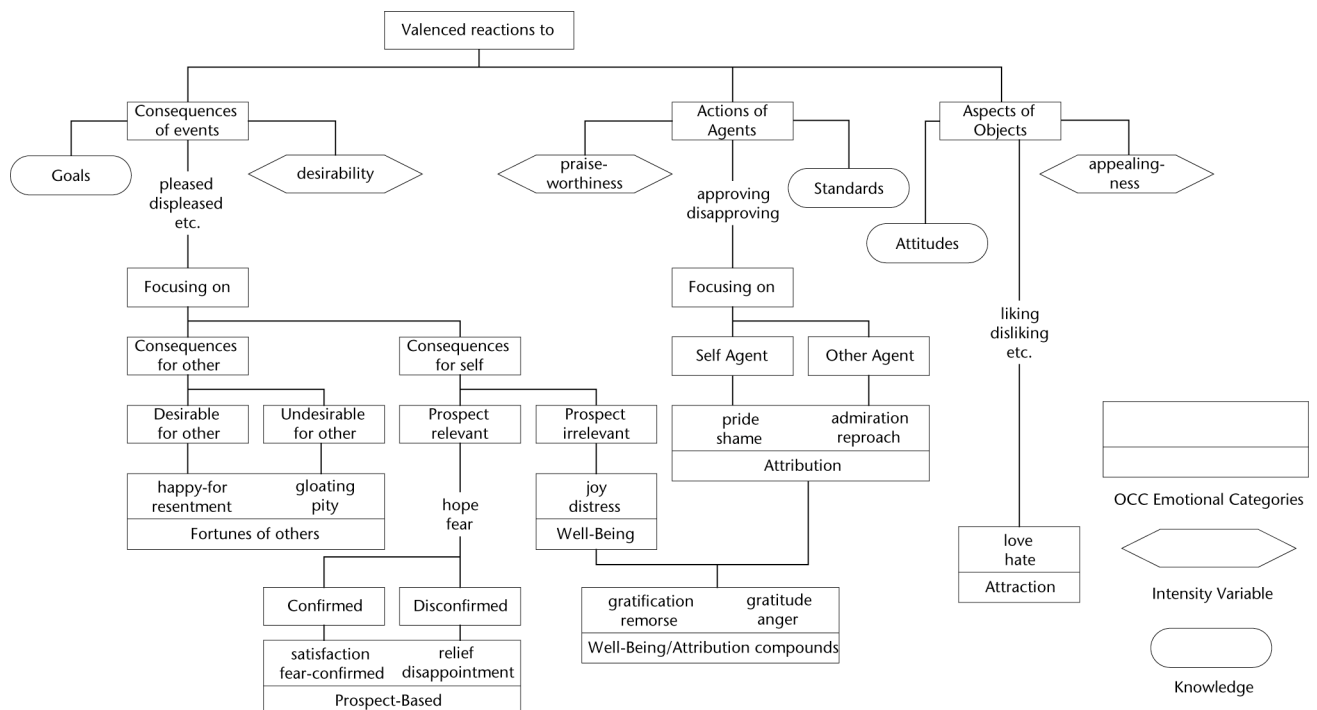 Valenced reactions to
Consequences
of events
Actions of
Agents
Aspects of
Objects
Goals
desirability
praise-
worthiness
Standards
Attitudes
appealing-
ness
pleased
displeased
etc.
approving
disapproving
liking
disliking
etc.
Focusing on
Focusing on
Consequences
for other
Consequences
for self
Self Agent
Other Agent
Desirable
for other
Undesirable
for other
Prospect
relevant
Prospect
irrelevant
pride
shame
admiration
reproach
Attribution
happy-for
resentment
gloating
pity
Fortunes of others
hope
fear
joy
distress
Well-Being
love
hate
Attraction
Confirmed
Disconfirmed
satisfaction
fear-confirmed
relief
disappointment
Prospect-Based
gratification
remorse
gratitude
anger
Well-Being/Attribution compounds
OCC Emotional Categories
Intensity Variable
Knowledge